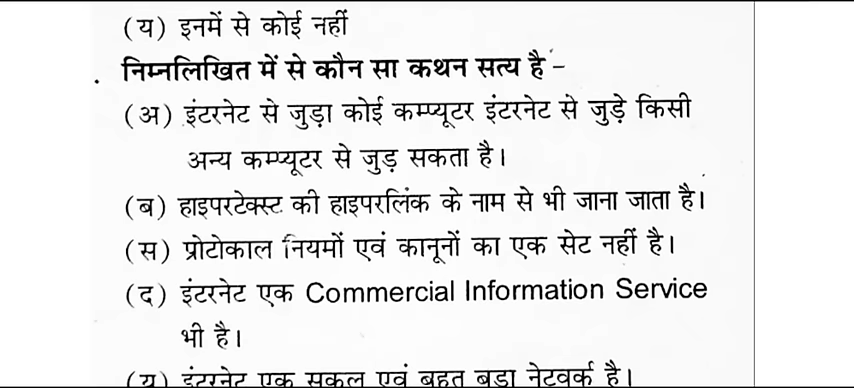 (य) इनमें से कोई नहीं
. निम्नलिखित में से कौन सा कथन सत्य है –
(अ) इंटरनेट से जुड़ा कोई कम्प्यूटर इंटरनेट से जुड़े किसी
अन्य कम्प्यूटर से जुड़ सकता है।
(ब) हाइपरटेक्स्ट की हाइपरलिंक के नाम से भी जाना जाता है।
(स) प्रोटोकाल नियमों एवं कानूनों का एक सेट नहीं है।
(द) इंटरनेट एक Commercial Information Service
भी है।
(य) इंटरनेट एक सकल एवं बहुत बड़ा नेटवर्क है।